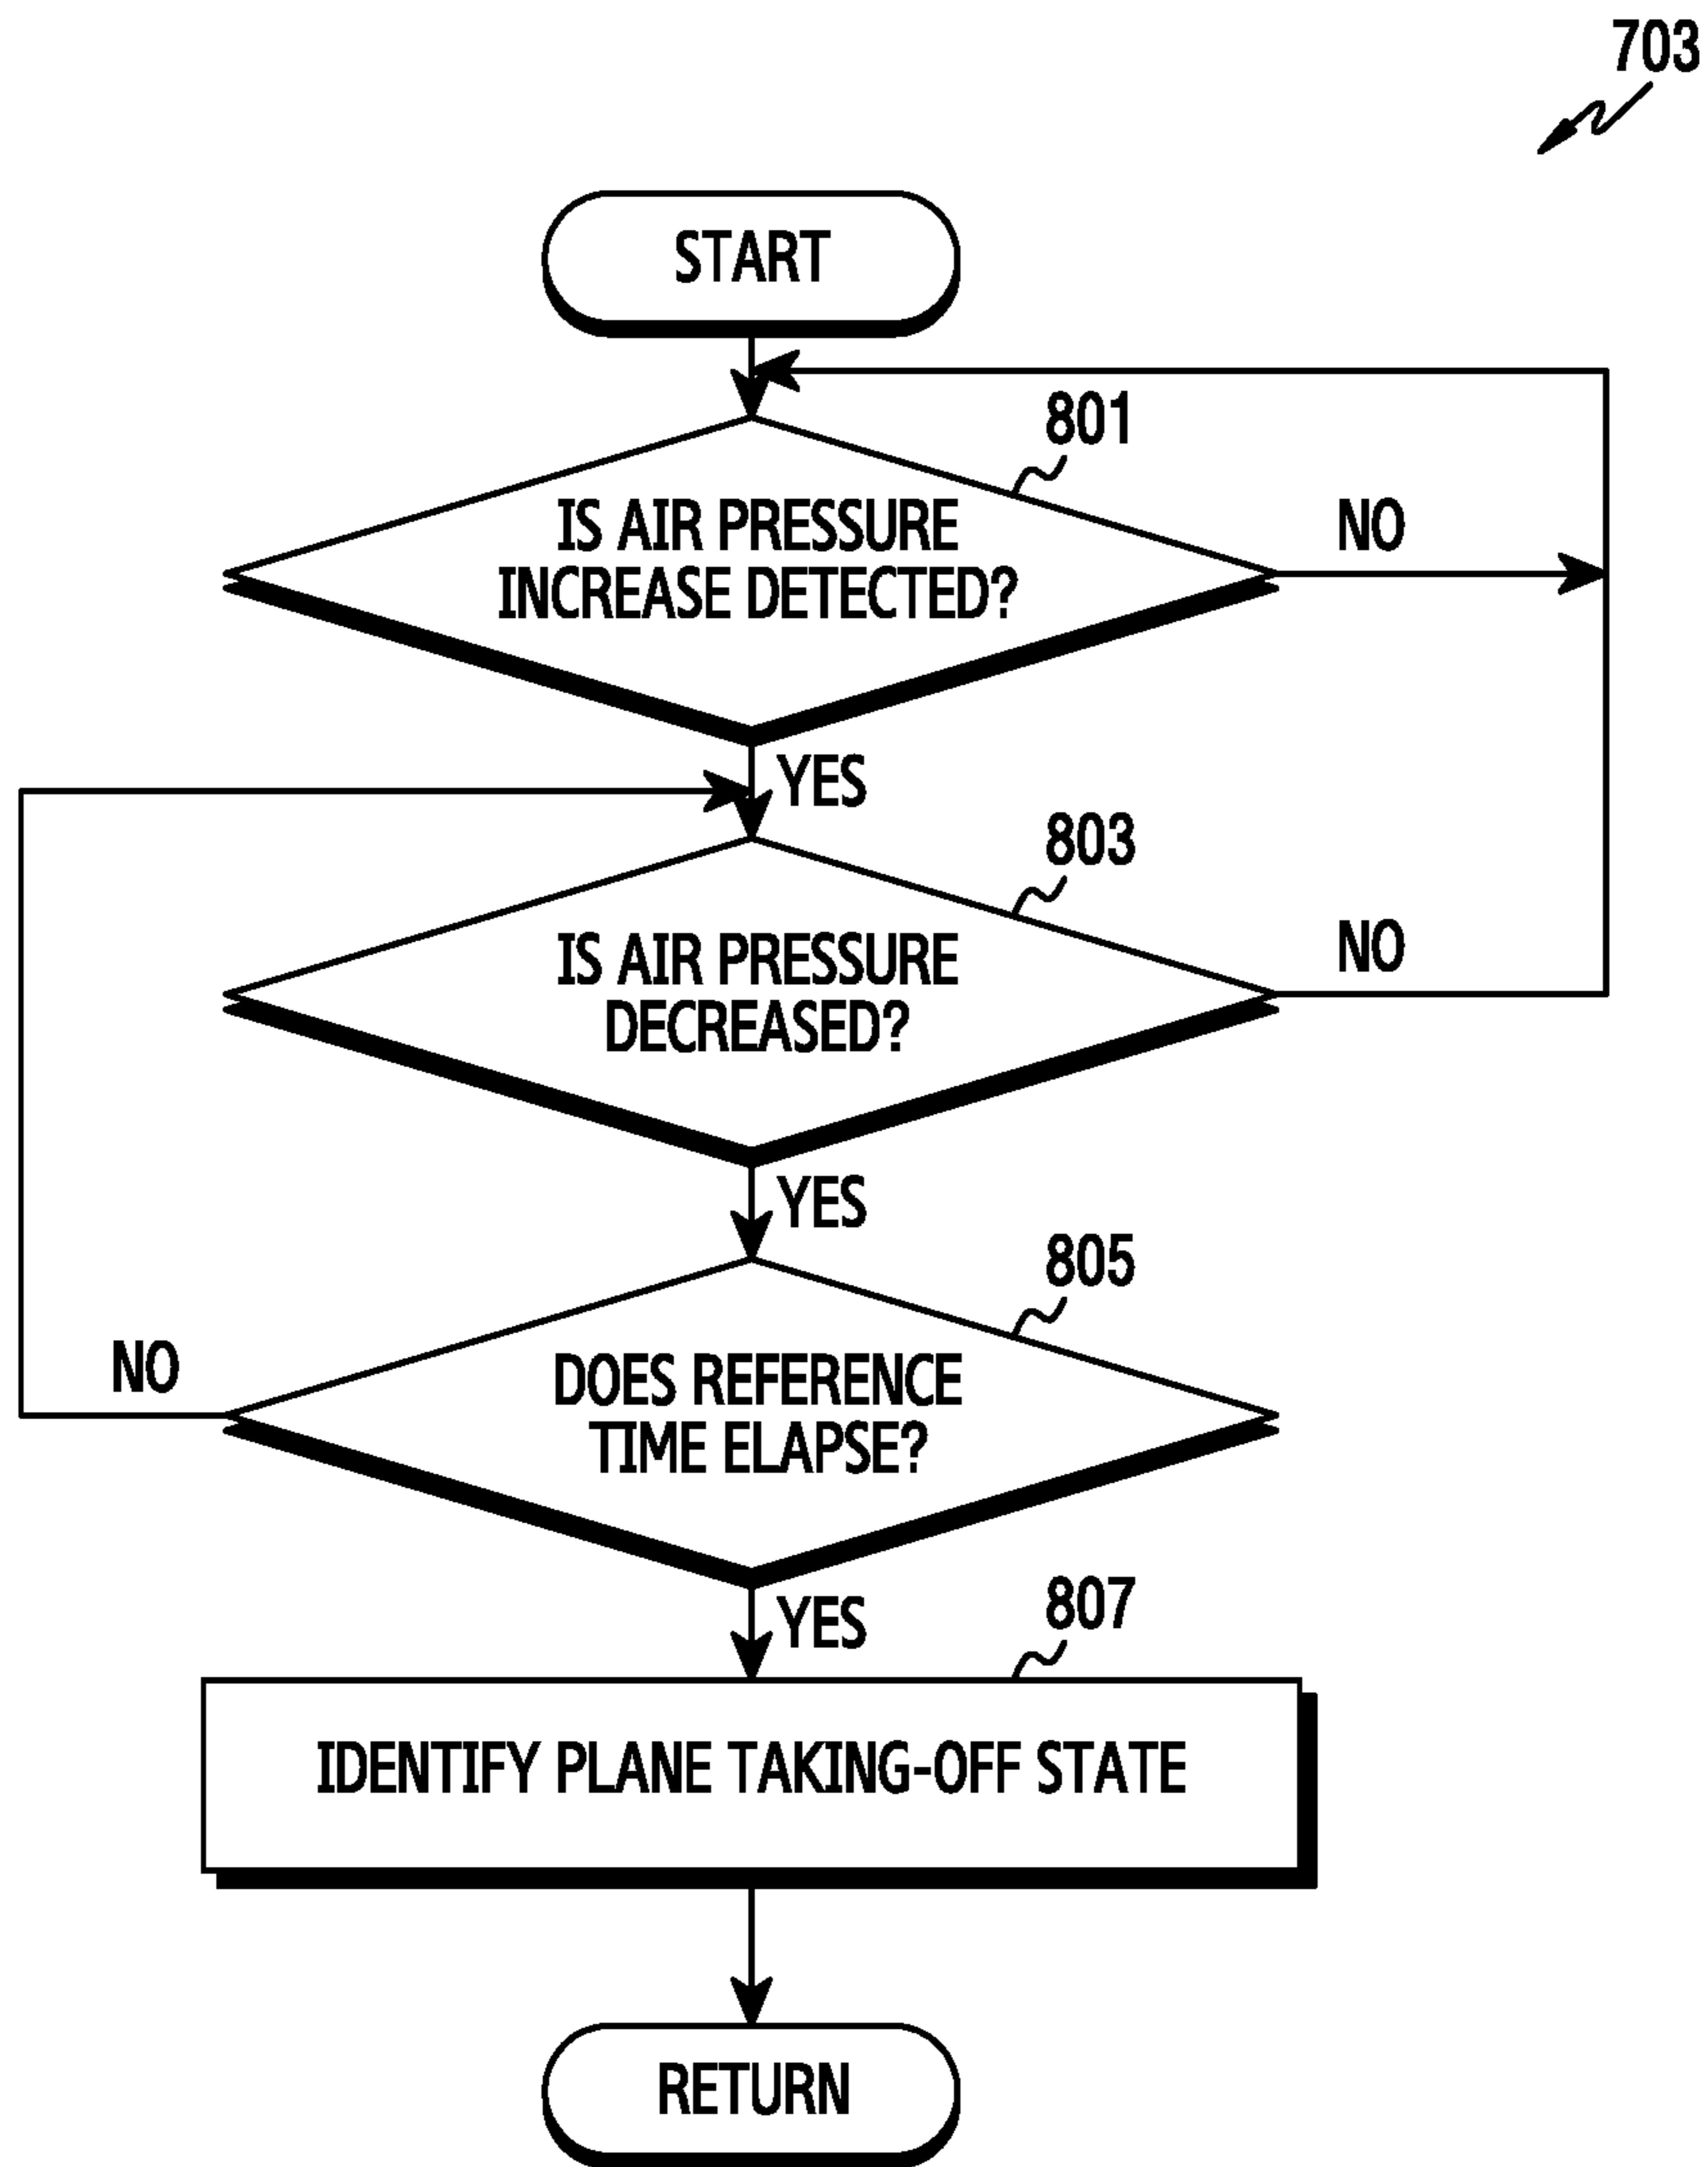 703
START
801
IS AIR PRESSURE
INCREASE DETECTED?
NO
YES
803
IS AIR PRESSURE
DECREASED?
NO
YES
805
DOES REFERENCE
TIME ELAPSE?
NO
YES
807
IDENTIFY PLANE TAKING-OFF STATE
RETURN